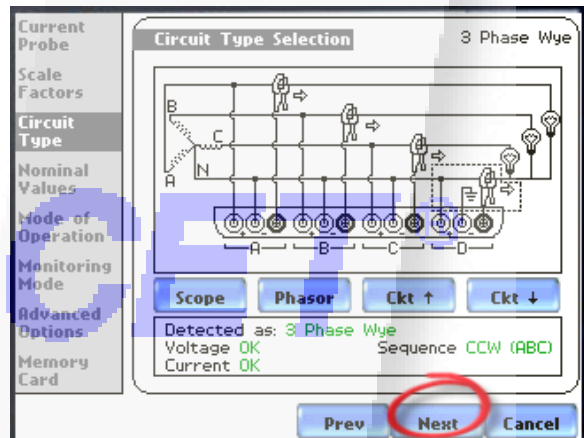 Current
Probe
Scale
Factors
Circuit
Type
Nominal
Values
Mode of
Operation
Monitoring
Mode
Advanced
Options
Memory
Card
Circuit Type Selection
3 Phase Wye
B
C
N
A
A
B
C
D
Scope
Phasor
Ckt ↑
Ckt ↓
Detected as: 3 Phase Wye
Voltage OK
Sequence CCW (ABC)
Current OK
Prev
Next
Cancel
CET®